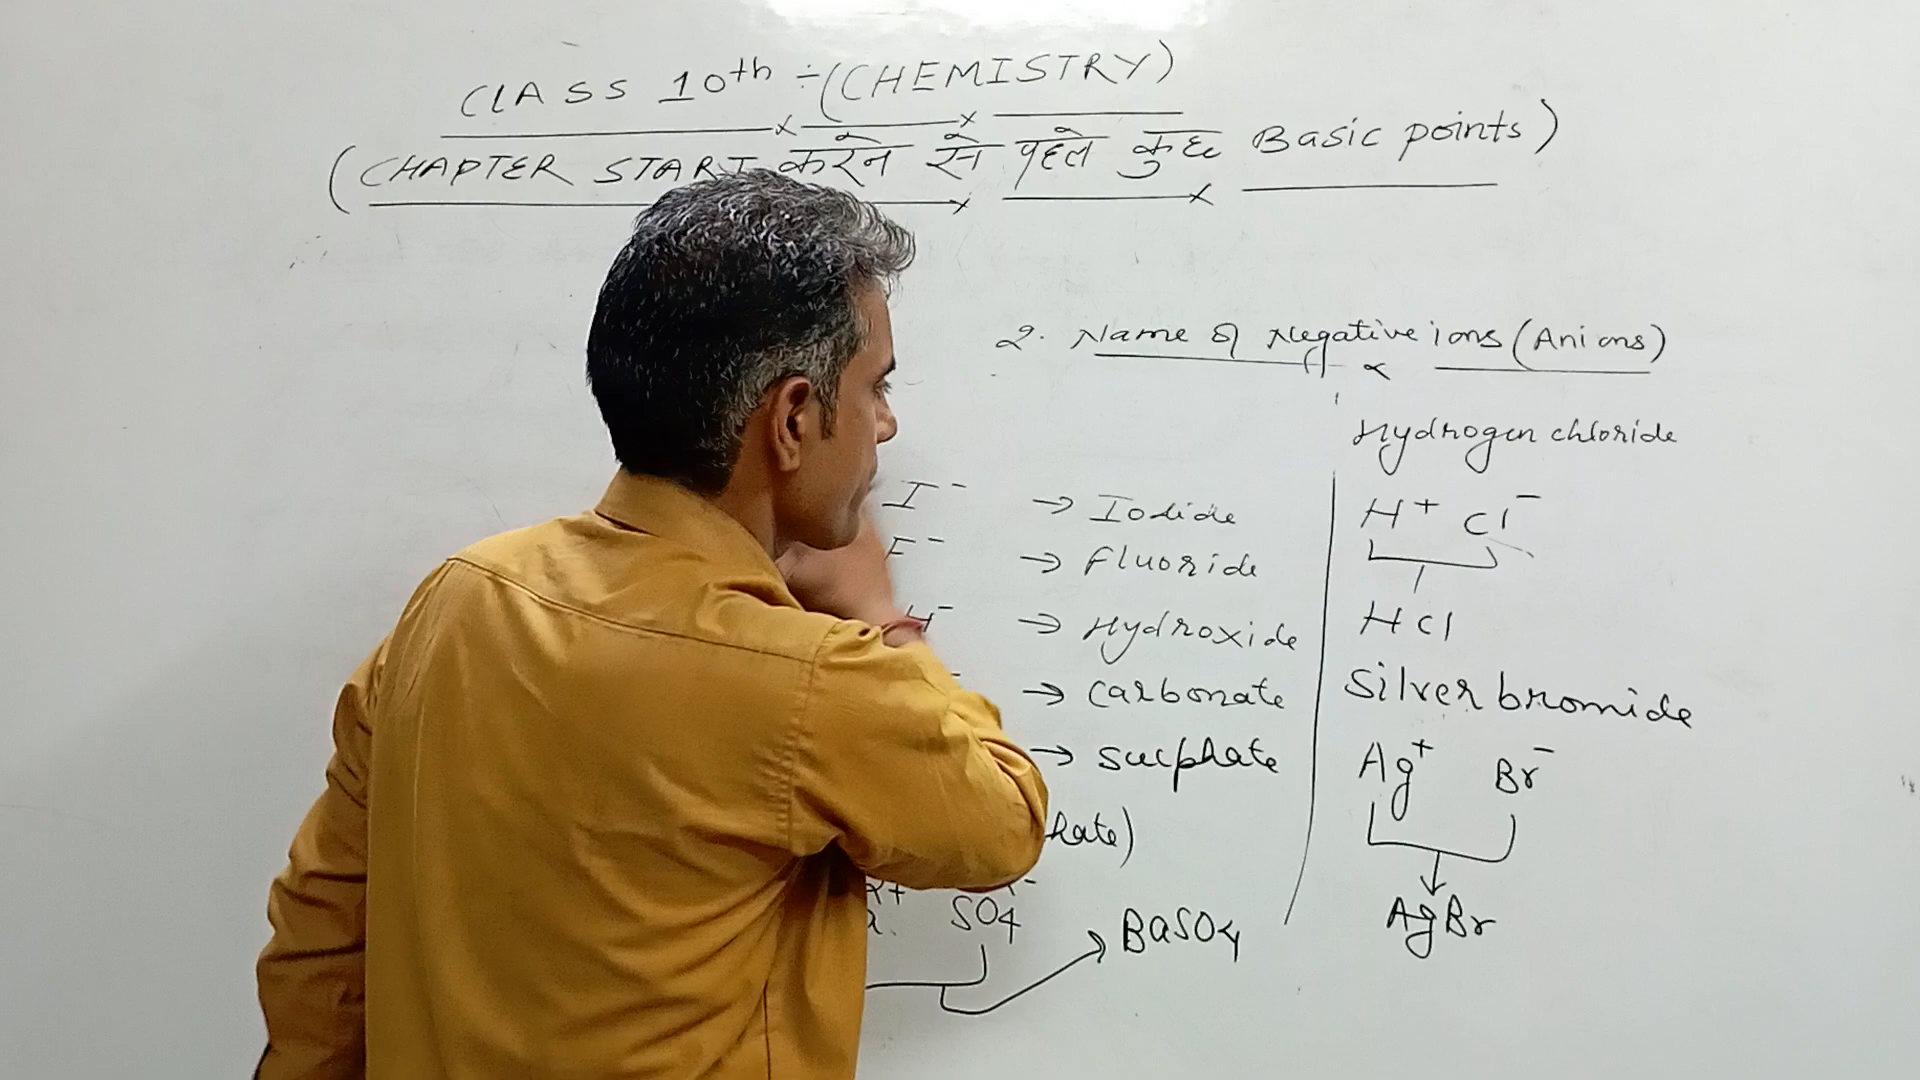 CLASS 10th ÷ (CHEMISTRY)
(CHAPTER START करने से पहले कुछ Basic points)
2. Name of Negative ions (Anions)
Hydrogen chloride
I⁻ → Iodide
H⁺ Cl⁻
F⁻ → Fluoride
H⁻ → Hydroxide
HCl
→ Carbonate
Silver bromide
→ Sulphate
Ag⁺ Br⁻
hate)
SO4
BaSO4
AgBr